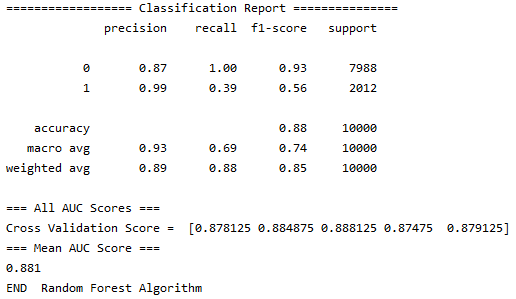 ================== Classification Report ===============
precision recall f1-score support
0 0.87 1.00 0.93 7988
1 0.99 0.39 0.56 2012
accuracy 0.88 10000
macro avg 0.93 0.69 0.74 10000
weighted avg 0.89 0.88 0.85 10000
=== All AUC Scores ===
Cross Validation Score = [0.878125 0.884875 0.888125 0.87475 0.879125]
=== Mean AUC Score ===
0.881
END Random Forest Algorithm